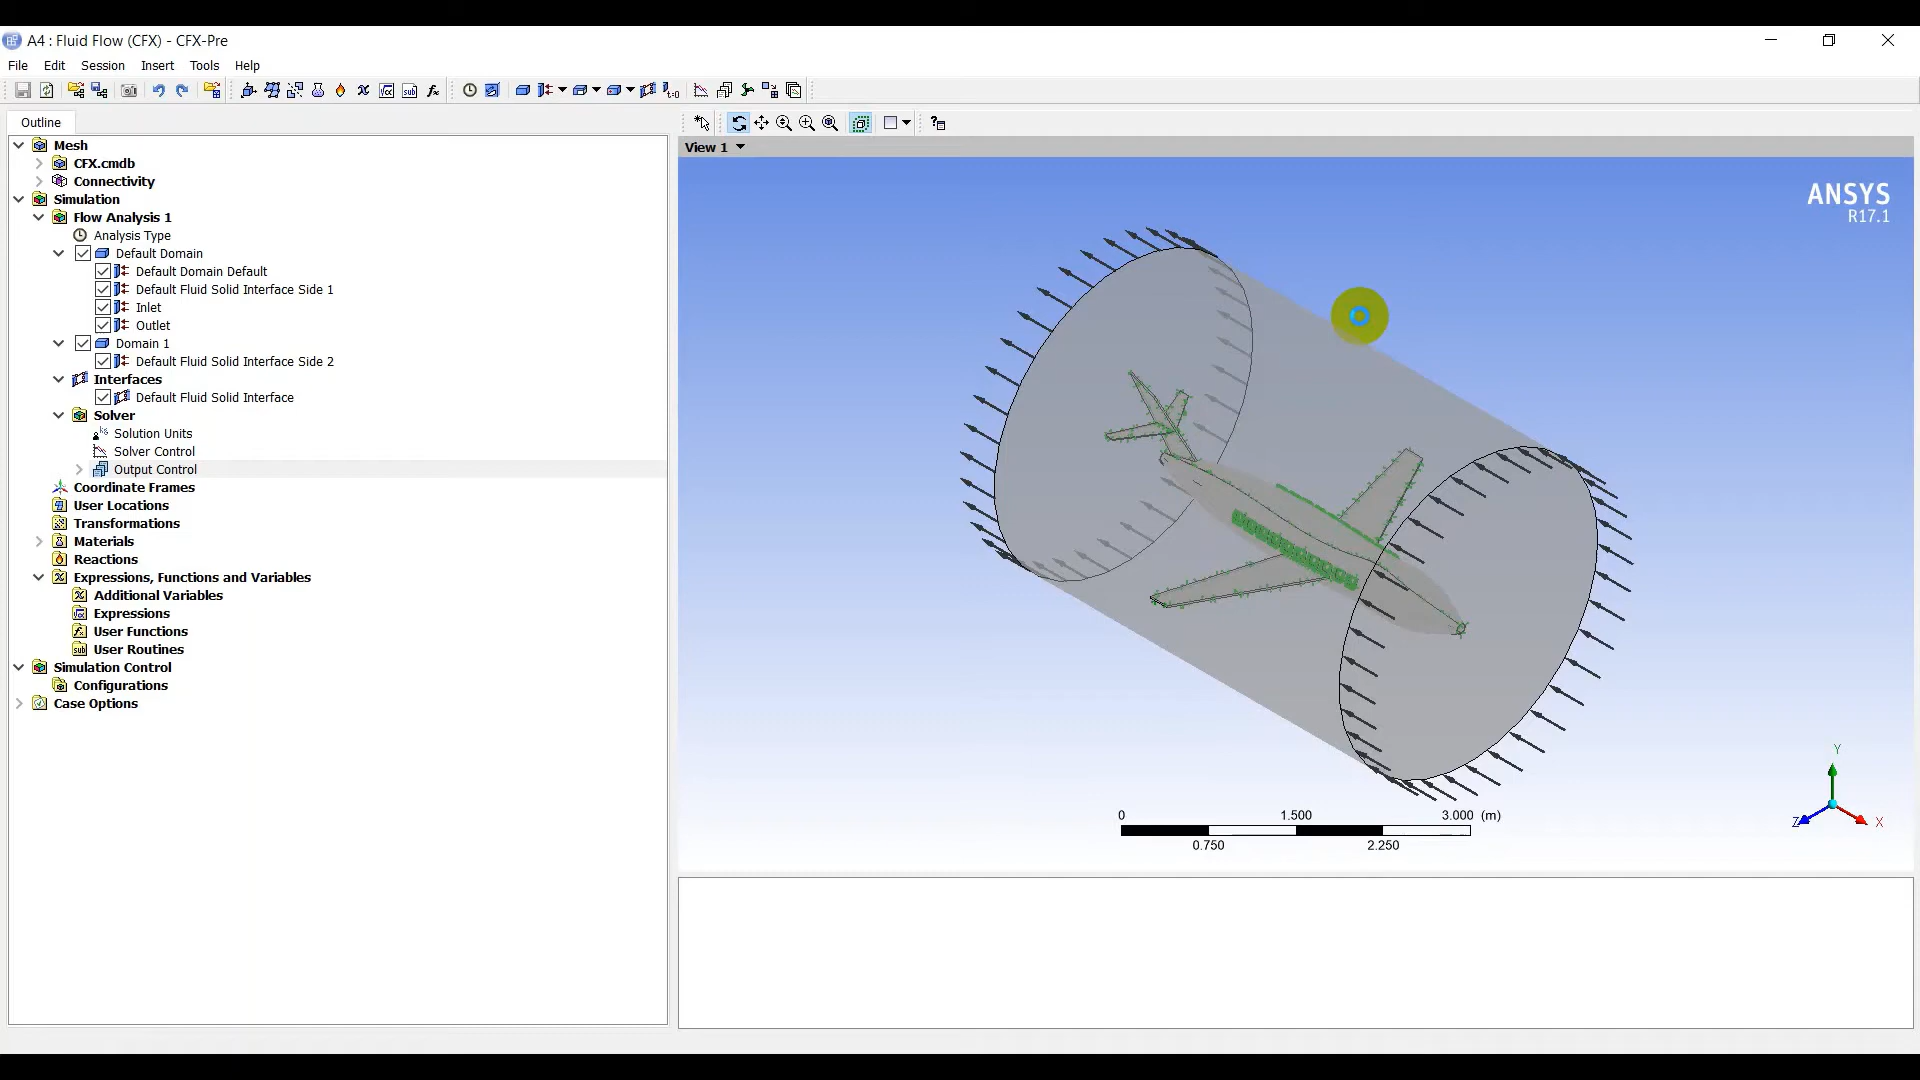 A4 : Fluid Flow (CFX) - CFX-Pre
File Edit Session Insert Tools Help
Outline
Mesh
CFX.cmdb
Connectivity
Simulation
Flow Analysis 1
Analysis Type
Default Domain
Default Domain Default
Default Fluid Solid Interface Side 1
Inlet
Outlet
Domain 1
Default Fluid Solid Interface Side 2
Interfaces
Default Fluid Solid Interface
Solver
Solution Units
Solver Control
Output Control
Coordinate Frames
User Locations
Transformations
Materials
Reactions
Expressions, Functions and Variables
Additional Variables
Expressions
User Functions
User Routines
Simulation Control
Configurations
Case Options
View 1
ANSYS
R17.1
0 1.500 3.000 (m)
0.750 2.250
Y
Z X